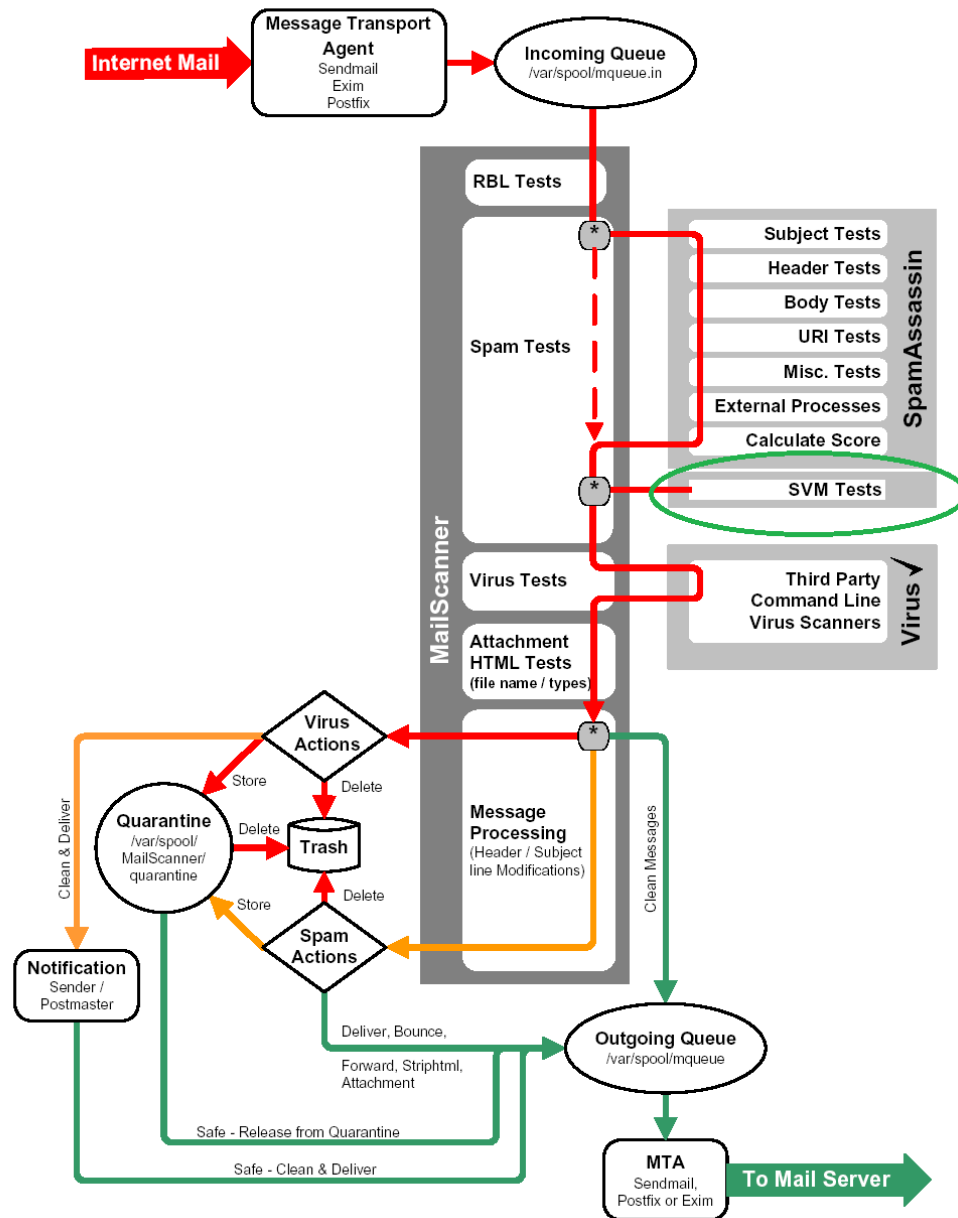 Message Transport
Agent
Sendmail
Exim
Postfix
Internet Mail
Incoming Queue
/var/spool/mqueue.in
MailScanner
RBL Tests
*
Spam Tests
*
Subject Tests
Header Tests
Body Tests
URI Tests
Misc. Tests
External Processes
Calculate Score
SpamAssassin
SVM Tests
Virus Tests
Third Party
Command Line
Virus Scanners
Virus
Attachment
HTML Tests
(file name / types)
*
Message
Processing
(Header / Subject
line Modifications)
Virus
Actions
Store
Delete
Clean & Deliver
Quarantine
/var/spool/
MailScanner/
quarantine
Delete
Trash
Delete
Store
Spam
Actions
Clean Messages
Notification
Sender /
Postmaster
Deliver, Bounce,
Forward, Striphtml,
Attachment
Outgoing Queue
/var/spool/mqueue
Safe - Release from Quarantine
Safe - Clean & Deliver
MTA
Sendmail,
Postfix or Exim
To Mail Server